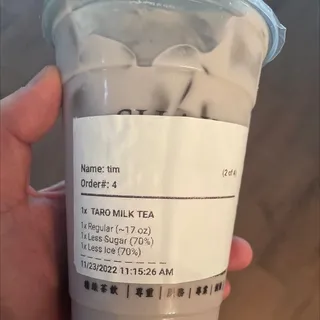 Name: tim (2 of 4)
Order#: 4
1x TARO MILK TEA
1x Regular (~17 oz)
1x Less Sugar (70%)
1x Less Ice (70%)
11/23/2022 11:15:26 AM